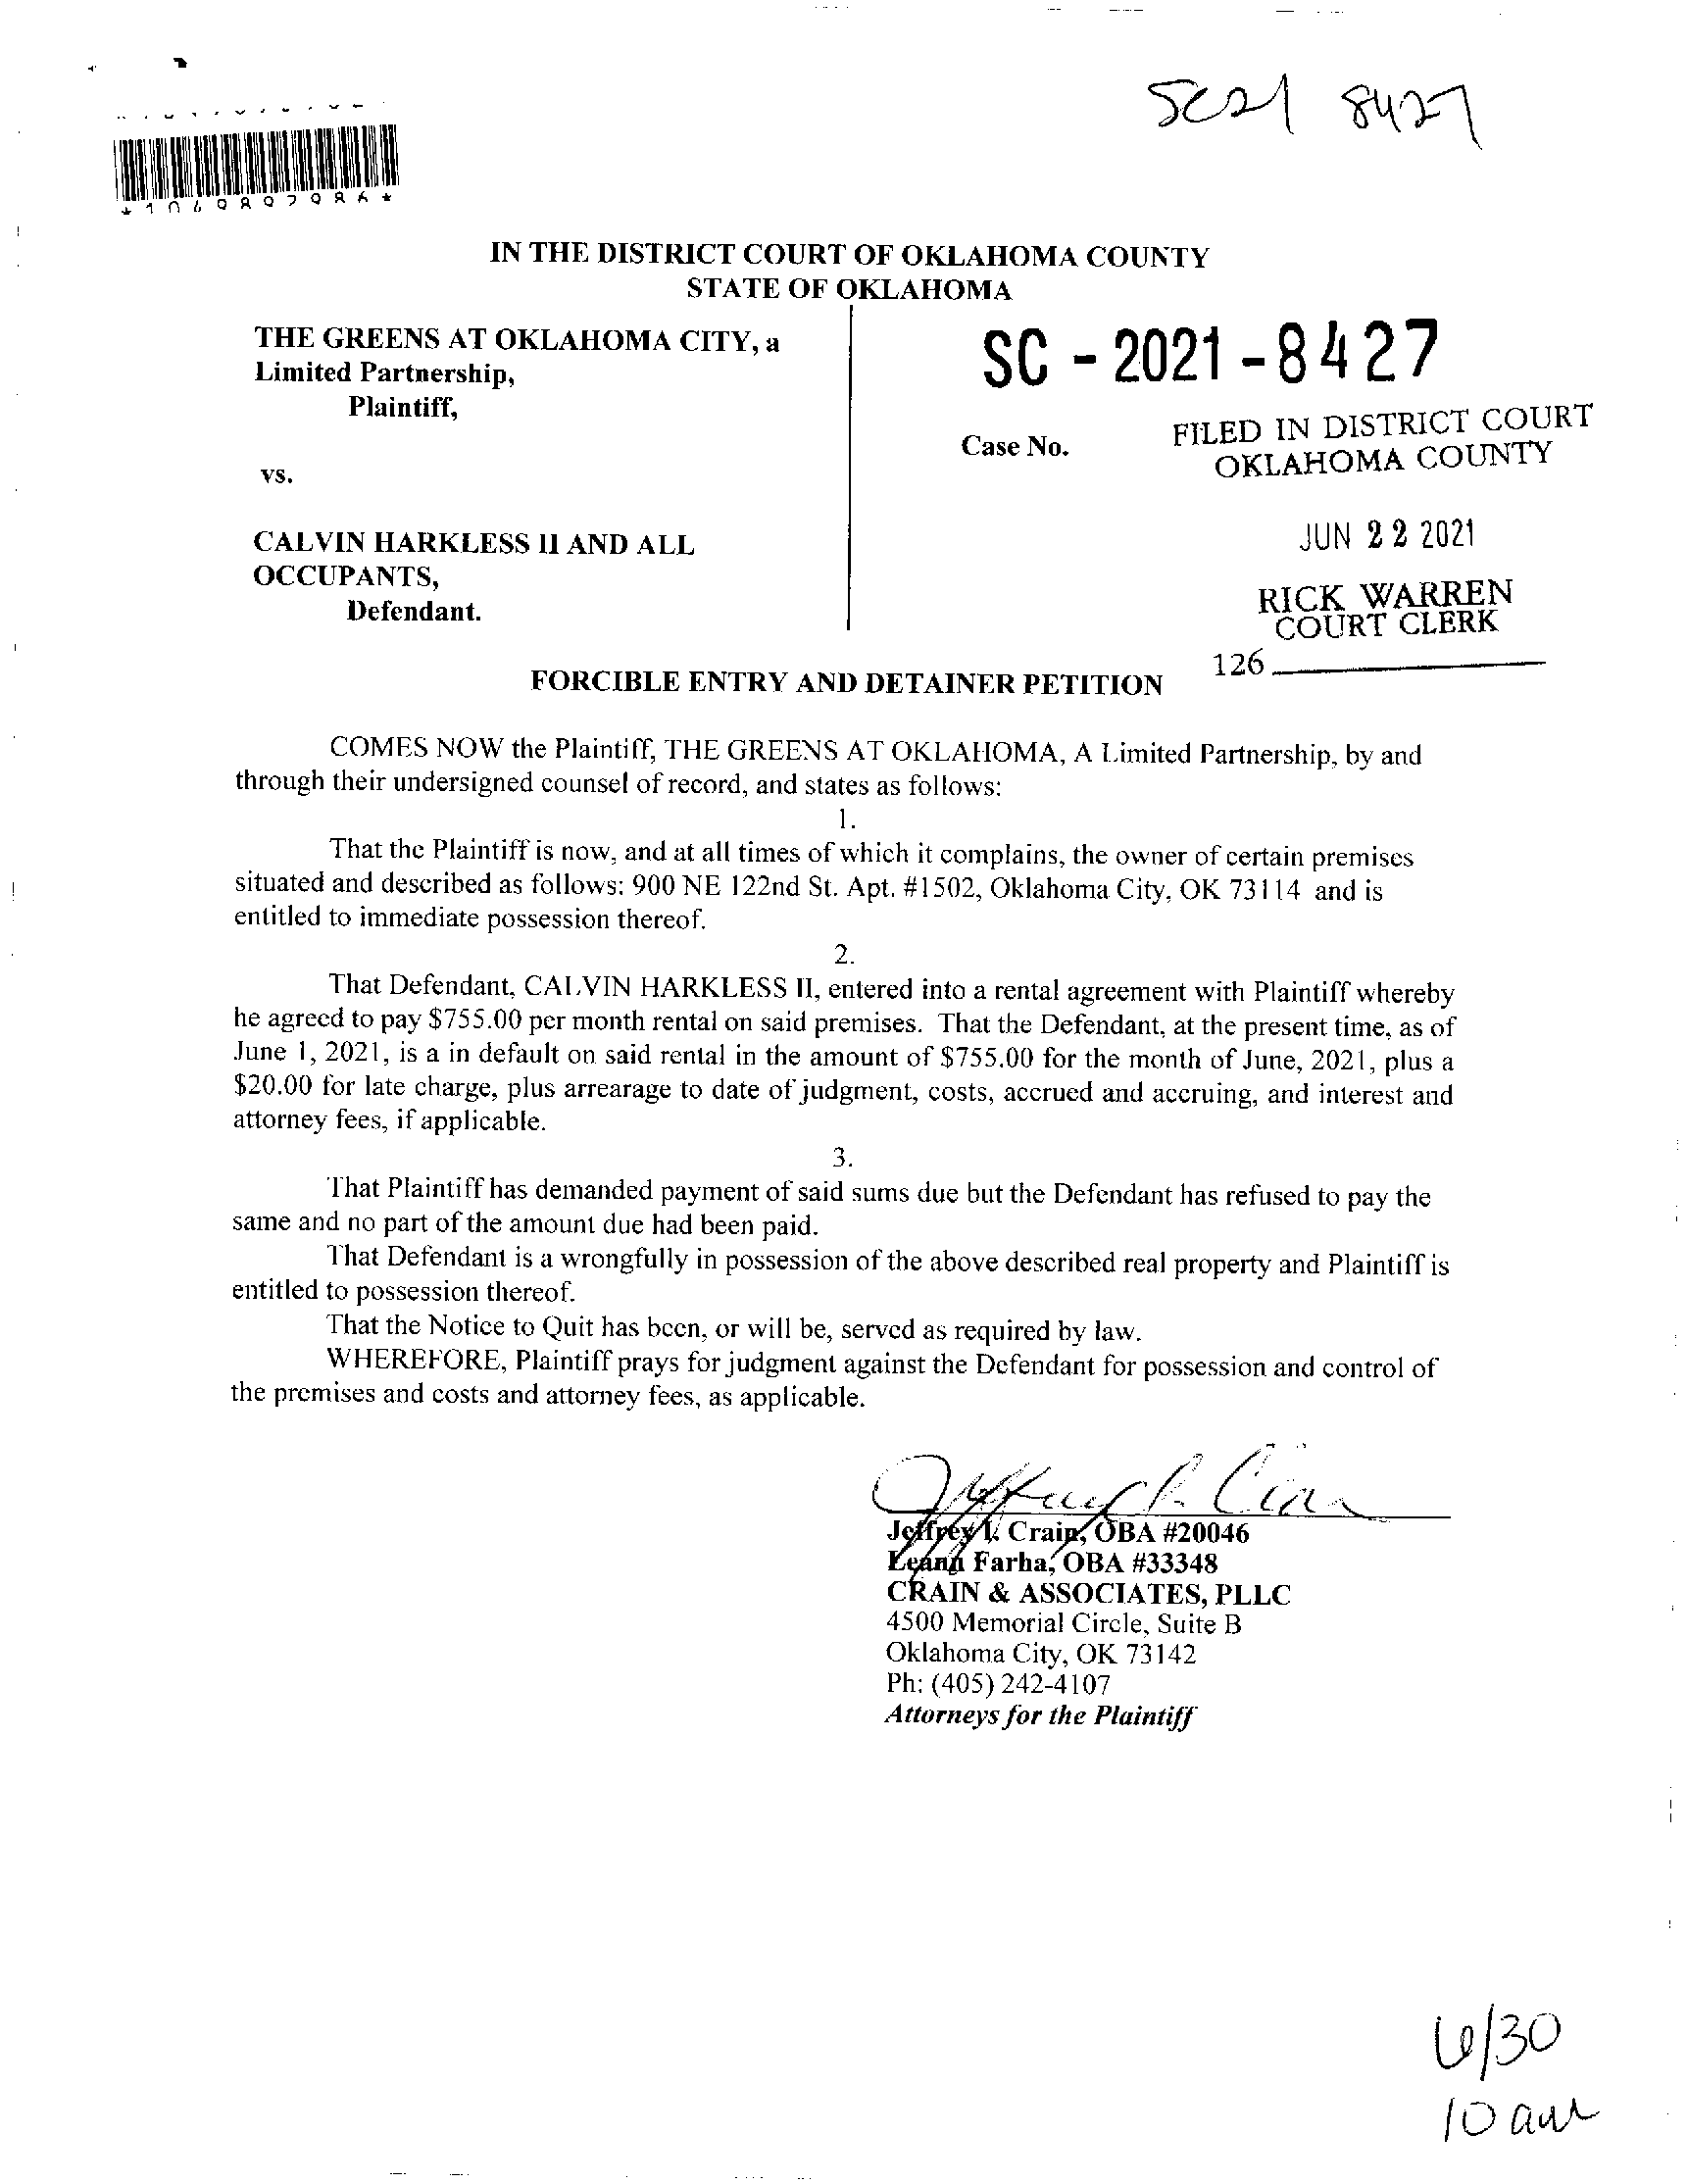 SC21 8427
*1049897986*
IN THE DISTRICT COURT OF OKLAHOMA COUNTY
STATE OF OKLAHOMA
THE GREENS AT OKLAHOMA CITY, a
Limited Partnership,
Plaintiff,
vs.
CALVIN HARKLESS II AND ALL
OCCUPANTS,
Defendant.
SC - 2021 - 8427
Case No.
FILED IN DISTRICT COURT
OKLAHOMA COUNTY
JUN 22 2021
RICK WARREN
COURT CLERK
126
FORCIBLE ENTRY AND DETAINER PETITION
COMES NOW the Plaintiff, THE GREENS AT OKLAHOMA, A Limited Partnership, by and
through their undersigned counsel of record, and states as follows:
1.
That the Plaintiff is now, and at all times of which it complains, the owner of certain premises
situated and described as follows: 900 NE 122nd St. Apt. #1502, Oklahoma City, OK 73114 and is
entitled to immediate possession thereof.
2.
That Defendant, CALVIN HARKLESS II, entered into a rental agreement with Plaintiff whereby
he agreed to pay $755.00 per month rental on said premises. That the Defendant, at the present time, as of
June 1, 2021, is a in default on said rental in the amount of $755.00 for the month of June, 2021, plus a
$20.00 for late charge, plus arrearage to date of judgment, costs, accrued and accruing, and interest and
attorney fees, if applicable.
3.
That Plaintiff has demanded payment of said sums due but the Defendant has refused to pay the
same and no part of the amount due had been paid.
That Defendant is a wrongfully in possession of the above described real property and Plaintiff is
entitled to possession thereof.
That the Notice to Quit has been, or will be, served as required by law.
WHEREFORE, Plaintiff prays for judgment against the Defendant for possession and control of
the premises and costs and attorney fees, as applicable.
Jeffrey L. Crain, OBA #20046
Leann Farha, OBA #33348
CRAIN & ASSOCIATES, PLLC
4500 Memorial Circle, Suite B
Oklahoma City, OK 73142
Ph: (405) 242-4107
Attorneys for the Plaintiff
6/30
10 am